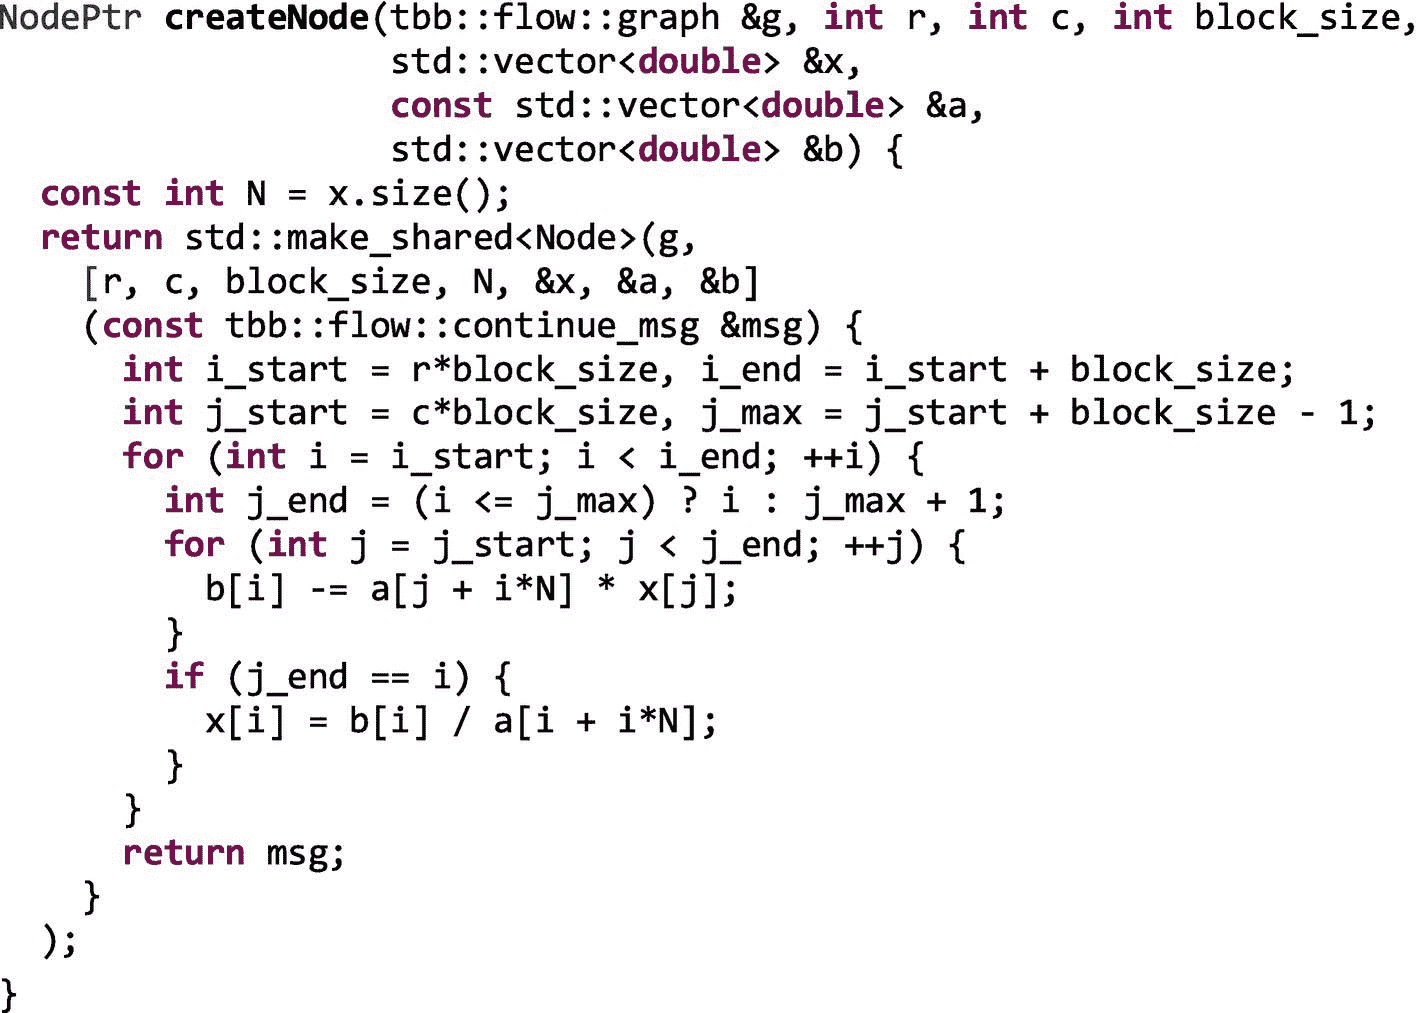 NodePtr createNode(tbb::flow::graph &g, int r, int c, int block_size,
                   std::vector<double> &x,
                   const std::vector<double> &a,
                   std::vector<double> &b) {
  const int N = x.size();
  return std::make_shared<Node>(g,
    [r, c, block_size, N, &x, &a, &b]
    (const tbb::flow::continue_msg &msg) {
      int i_start = r*block_size, i_end = i_start + block_size;
      int j_start = c*block_size, j_max = j_start + block_size - 1;
      for (int i = i_start; i < i_end; ++i) {
        int j_end = (i <= j_max) ? i : j_max + 1;
        for (int j = j_start; j < j_end; ++j) {
          b[i] -= a[j + i*N] * x[j];
        }
        if (j_end == i) {
          x[i] = b[i] / a[i + i*N];
        }
      }
      return msg;
    }
  );
}